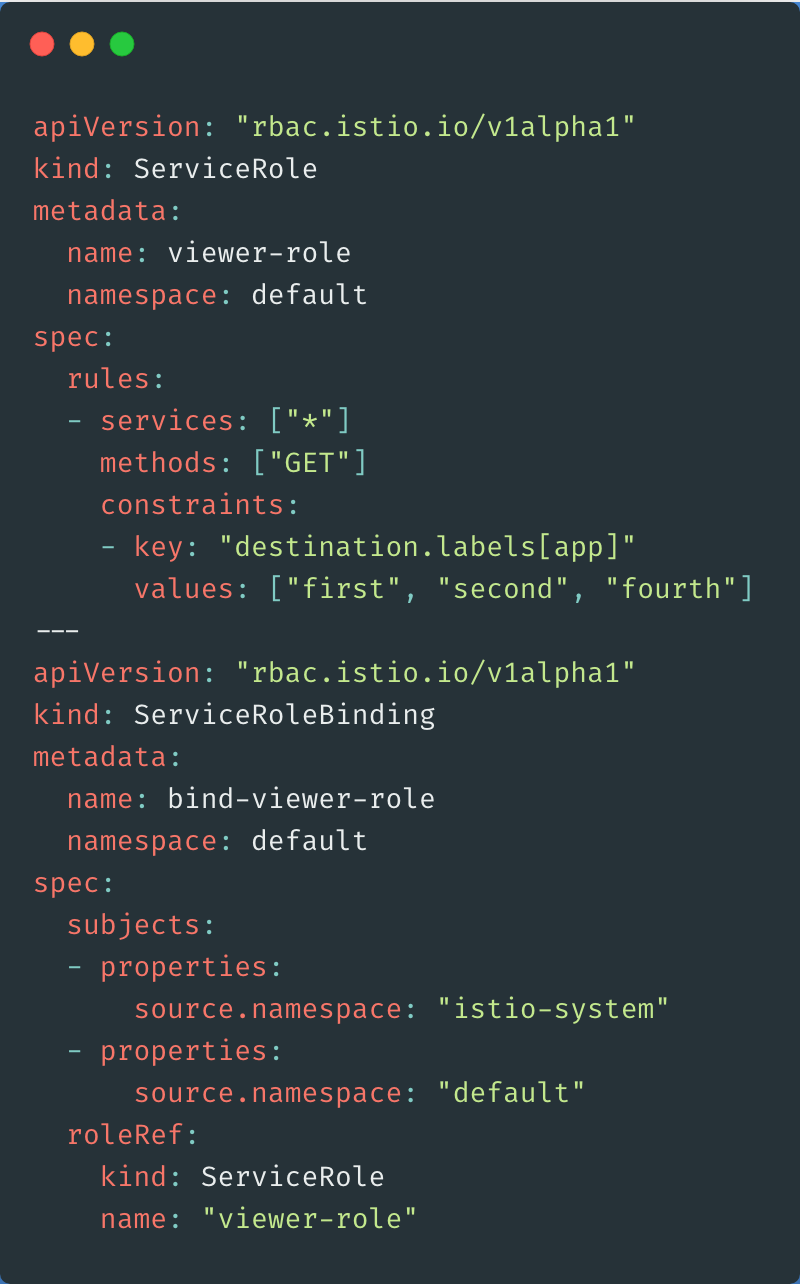 apiVersion: "rbac.istio.io/v1alpha1"
kind: ServiceRole
metadata:
  name: viewer-role
  namespace: default
spec:
  rules:
  - services: ["*"]
    methods: ["GET"]
    constraints:
    - key: "destination.labels[app]"
      values: ["first", "second", "fourth"]
---
apiVersion: "rbac.istio.io/v1alpha1"
kind: ServiceRoleBinding
metadata:
  name: bind-viewer-role
  namespace: default
spec:
  subjects:
  - properties:
      source.namespace: "istio-system"
  - properties:
      source.namespace: "default"
  roleRef:
    kind: ServiceRole
    name: "viewer-role"